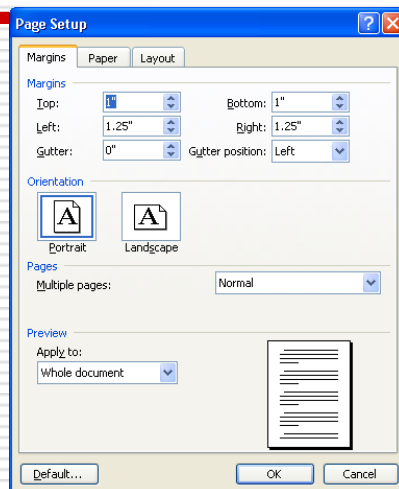 Page Setup
Margins Paper Layout
Margins
Top: 1" Bottom: 1"
Left: 1.25" Right: 1.25"
Gutter: 0" Gutter position: Left
Orientation
A A
Portrait Landscape
Pages
Multiple pages: Normal
Preview
Apply to:
Whole document
Default... OK Cancel